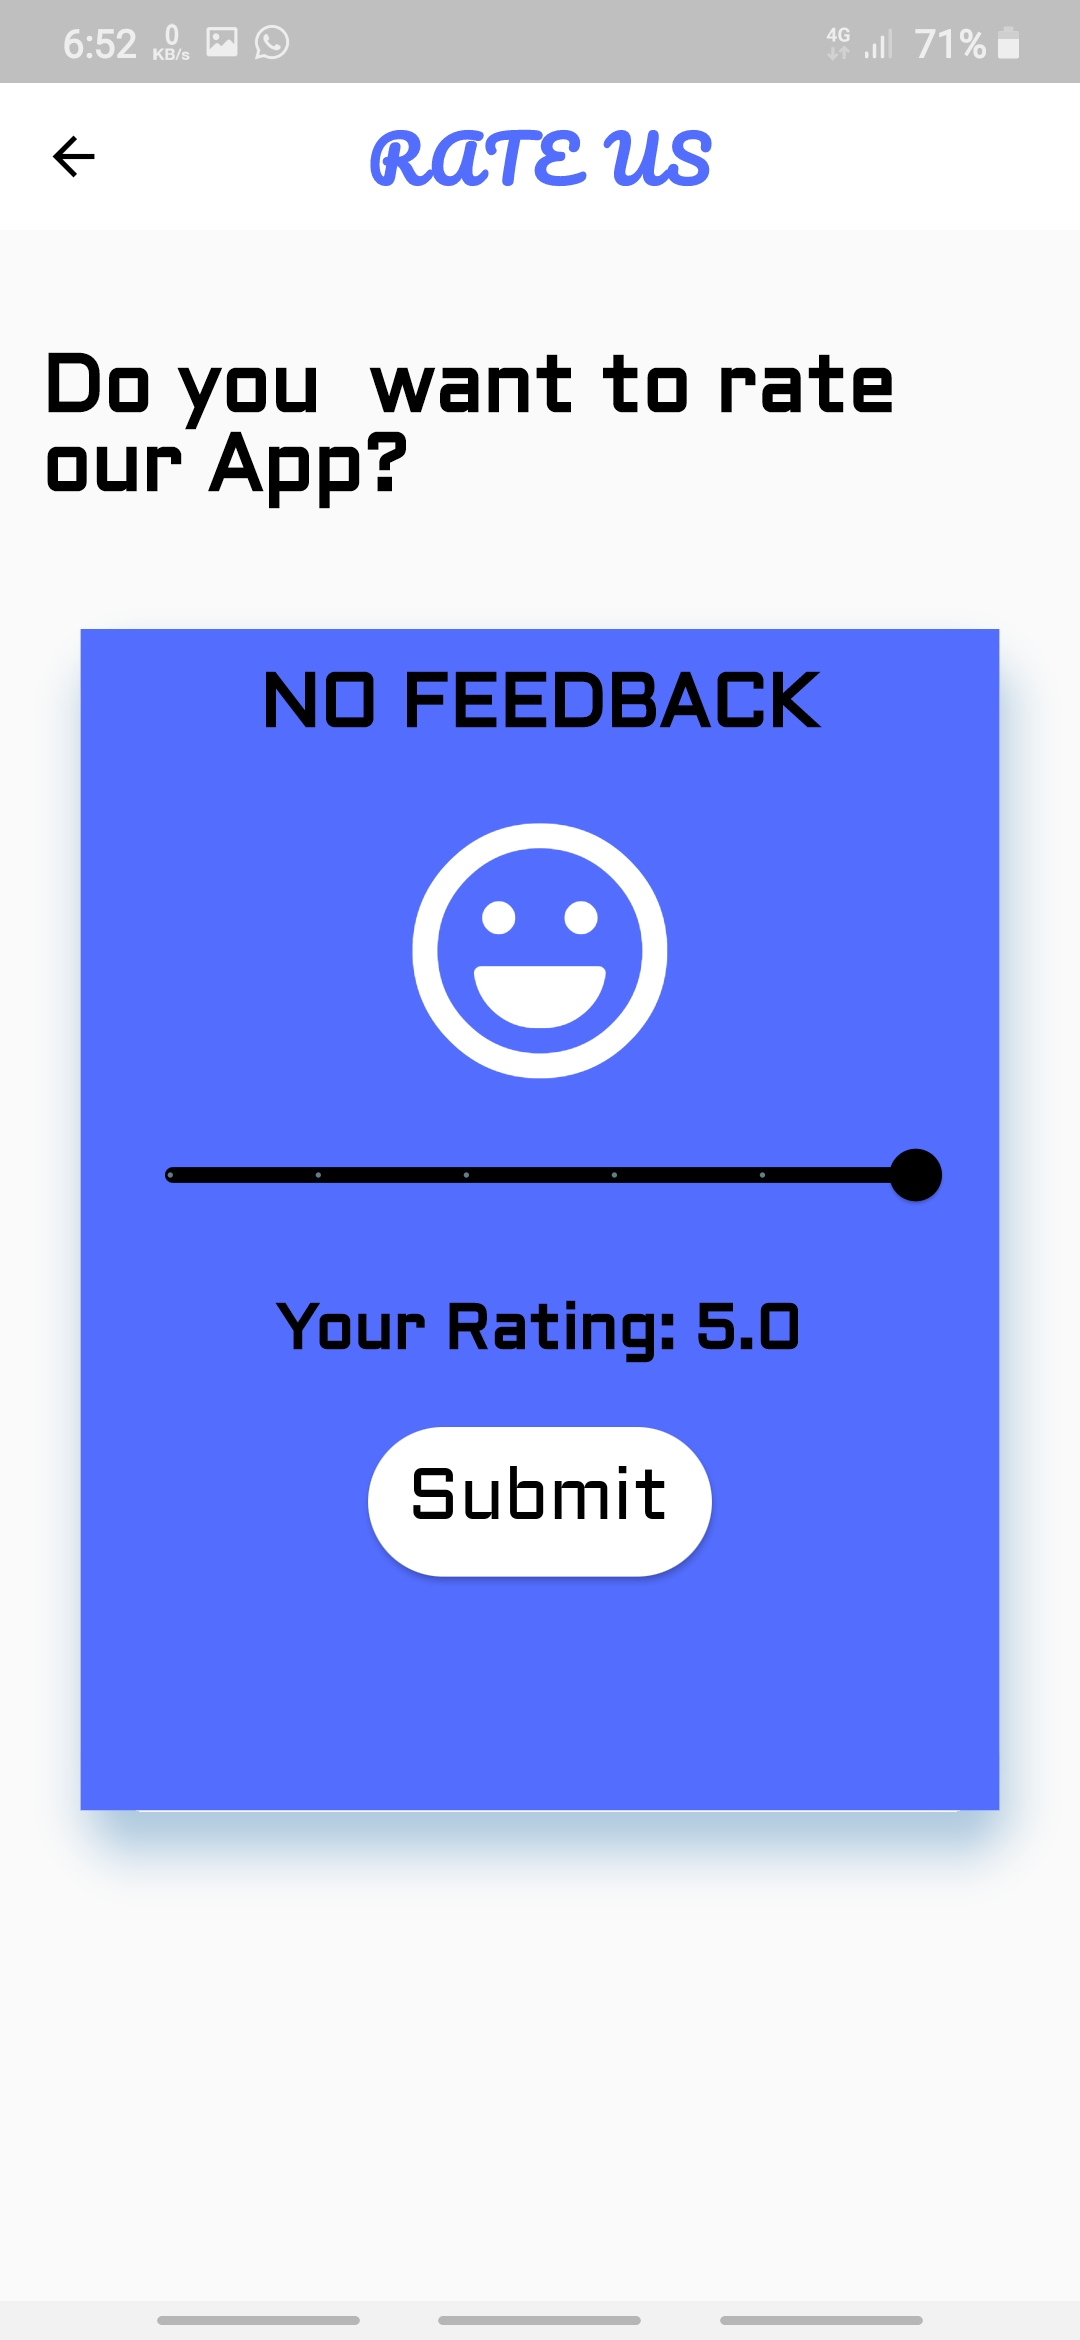 6:52 0 KB/s 4G 71%
RATE US
Do you  want to rate
our App?
NO FEEDBACK
Your Rating: 5.0
Submit